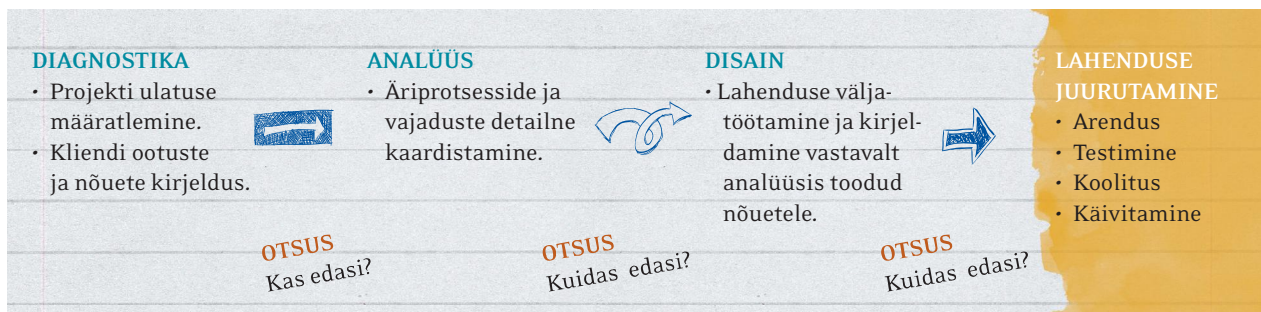 DIAGNOSTIKA
• Projekti ulatuse
määratlemine.
• Kliendi ootuste
ja nõuete kirjeldus.
OTSUS
Kas edasi?
ANALÜÜS
• Äriprotsesside ja
vajaduste detailne
kaardistamine.
OTSUS
Kuidas edasi?
DISAIN
• Lahenduse välja-
töötamine ja kirjel-
damine vastavalt
analüüsis toodud
nõuetele.
OTSUS
Kuidas edasi?
LAHENDUSE
JUURUTAMINE
• Arendus
• Testimine
• Koolitus
• Käivitamine